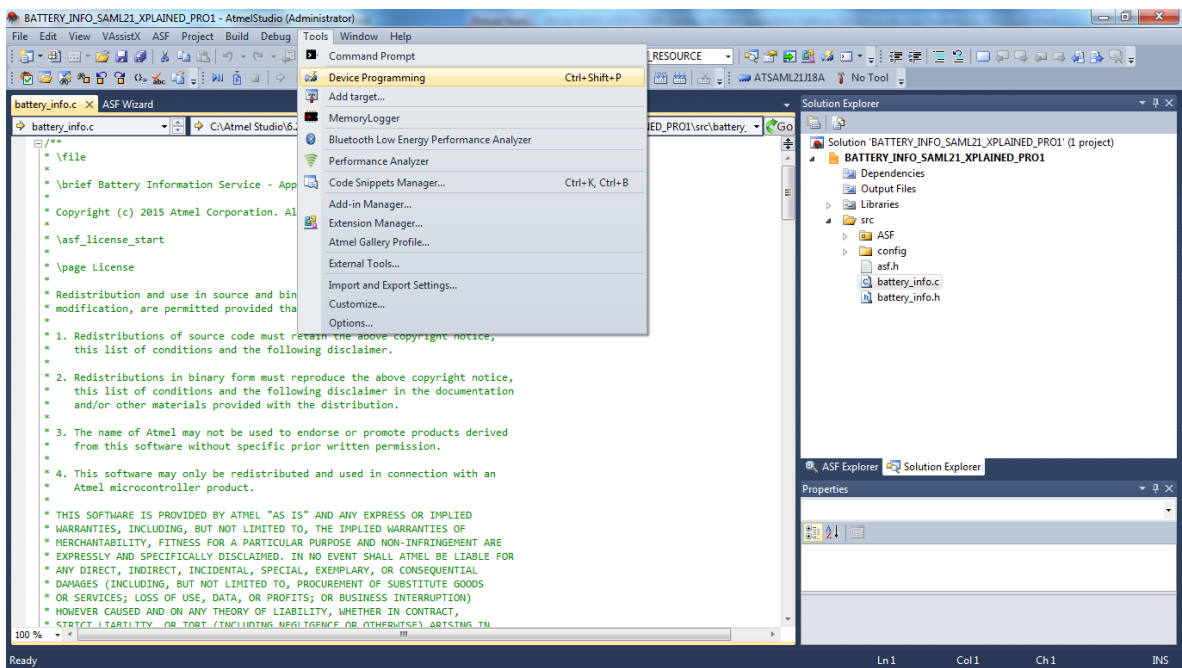 BATTERY_INFO_SAML21_XPLAINED_PRO1 - AtmelStudio (Administrator)
File Edit View VAssistX ASF Project Build Debug Tools Window Help
_RESOURCE
ATSAML21J18A No Tool
Command Prompt
Device Programming Ctrl+Shift+P
Add target...
MemoryLogger
Bluetooth Low Energy Performance Analyzer
Performance Analyzer
Code Snippets Manager... Ctrl+K, Ctrl+B
Add-in Manager...
Extension Manager...
Atmel Gallery Profile...
External Tools...
Import and Export Settings...
Customize...
Options...
battery_info.c ASF Wizard
battery_info.c C:\Atmel Studio\6. ED_PRO1\src\battery. Go
/**
* \file
*
* \brief Battery Information Service - App
*
* Copyright (c) 2015 Atmel Corporation. Al
*
* \asf_license_start
*
* \page License
*
* Redistribution and use in source and bin
* modification, are permitted provided tha
*
* 1. Redistributions of source code must retain the above copyright notice,
* this list of conditions and the following disclaimer.
*
* 2. Redistributions in binary form must reproduce the above copyright notice,
* this list of conditions and the following disclaimer in the documentation
* and/or other materials provided with the distribution.
*
* 3. The name of Atmel may not be used to endorse or promote products derived
* from this software without specific prior written permission.
*
* 4. This software may only be redistributed and used in connection with an
* Atmel microcontroller product.
*
* THIS SOFTWARE IS PROVIDED BY ATMEL "AS IS" AND ANY EXPRESS OR IMPLIED
* WARRANTIES, INCLUDING, BUT NOT LIMITED TO, THE IMPLIED WARRANTIES OF
* MERCHANTABILITY, FITNESS FOR A PARTICULAR PURPOSE AND NON-INFRINGEMENT ARE
* EXPRESSLY AND SPECIFICALLY DISCLAIMED. IN NO EVENT SHALL ATMEL BE LIABLE FOR
* ANY DIRECT, INDIRECT, INCIDENTAL, SPECIAL, EXEMPLARY, OR CONSEQUENTIAL
* DAMAGES (INCLUDING, BUT NOT LIMITED TO, PROCUREMENT OF SUBSTITUTE GOODS
* OR SERVICES; LOSS OF USE, DATA, OR PROFITS; OR BUSINESS INTERRUPTION)
* HOWEVER CAUSED AND ON ANY THEORY OF LIABILITY, WHETHER IN CONTRACT,
* STRICT LIABILITY, OR TORT (INCLUDING NEGLIGENCE OR OTHERWISE) ARISING IN
100 %
Solution Explorer
Solution 'BATTERY_INFO_SAML21_XPLAINED_PRO1' (1 project)
BATTERY_INFO_SAML21_XPLAINED_PRO1
Dependencies
Output Files
Libraries
src
ASF
config
asf.h
battery_info.c
battery_info.h
ASF Explorer Solution Explorer
Properties
Ready Ln 1 Col 1 Ch 1 INS